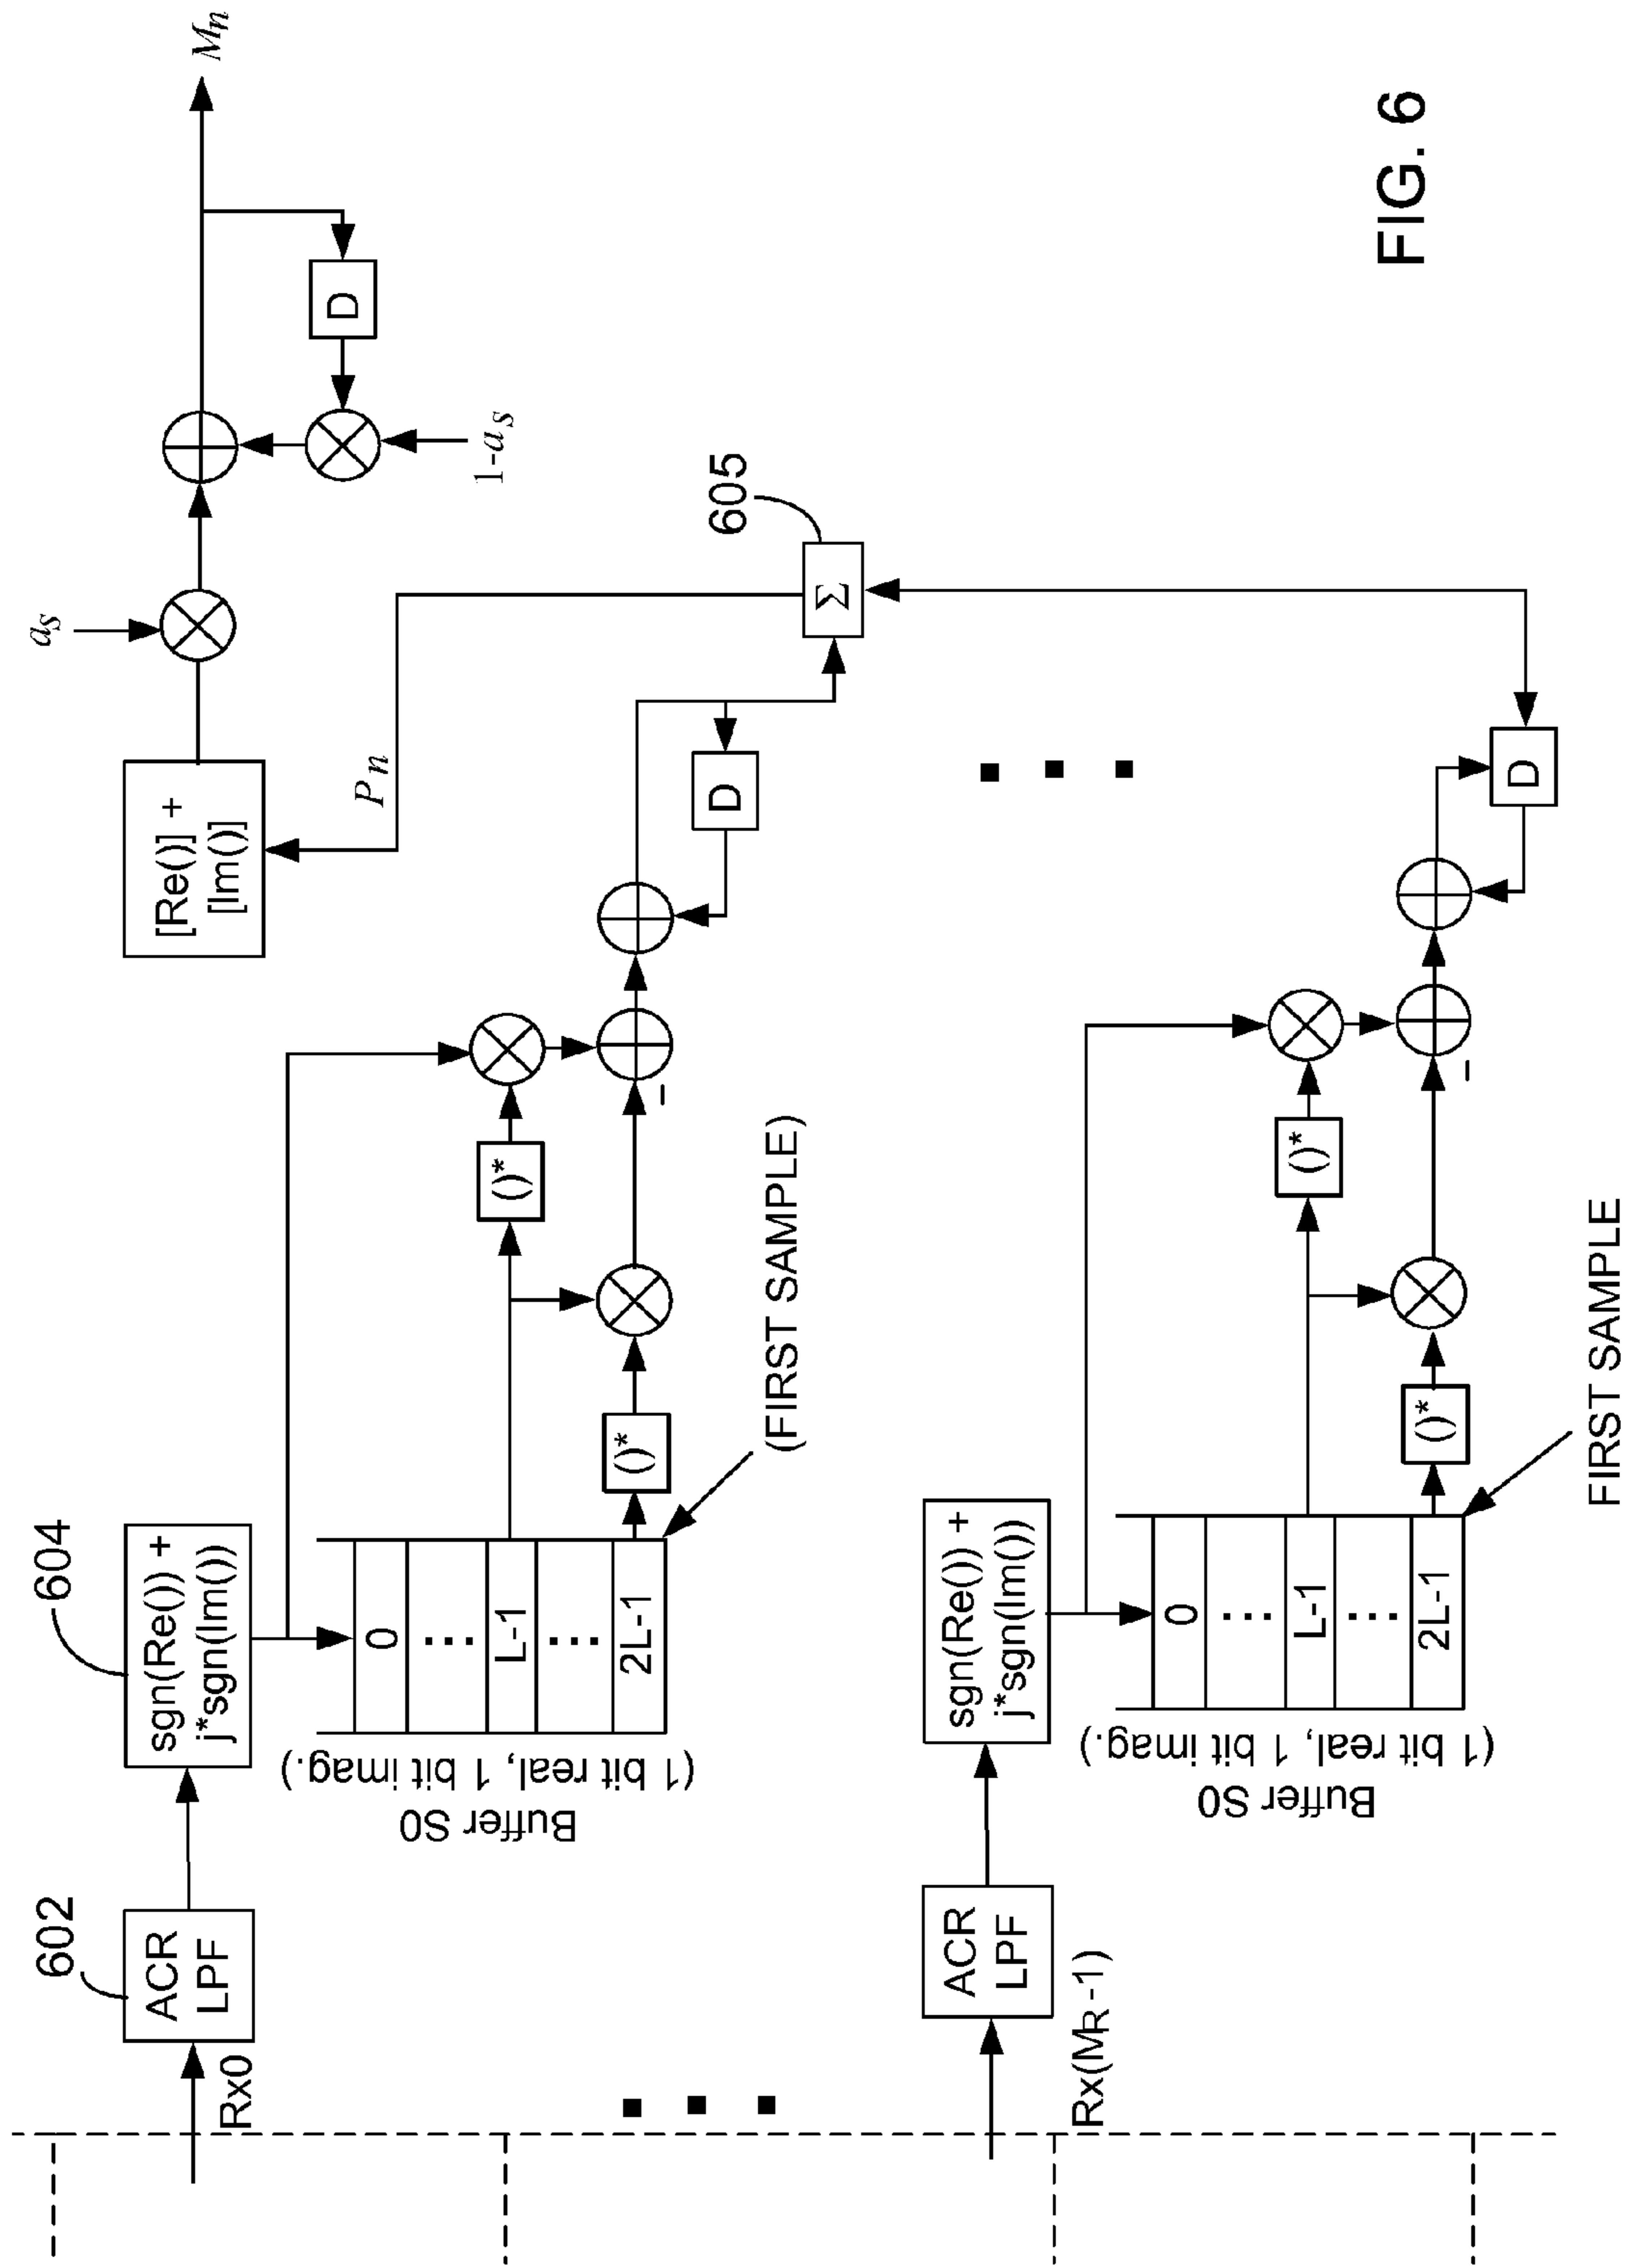 Rx0
602
ACR
LPF
604
sgn(Re()) +
j*sgn(Im())
Buffer S0
(1 bit real, 1 bit imag.)
0
...
L-1
...
2L-1
(FIRST SAMPLE)
()*
()*
-
D
605
Σ
Pn
[Re()] +
[Im()]
as
1-as
D
Mn
Rx(MR-1)
ACR
LPF
sgn(Re()) +
j*sgn(Im())
Buffer S0
(1 bit real, 1 bit imag.)
0
...
L-1
...
2L-1
FIRST SAMPLE
()*
()*
-
D
FIG. 6